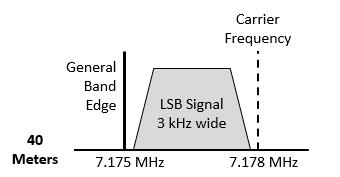 Carrier
Frequency
General
Band
Edge
LSB Signal
3 kHz wide
40
Meters
7.175 MHz
7.178 MHz